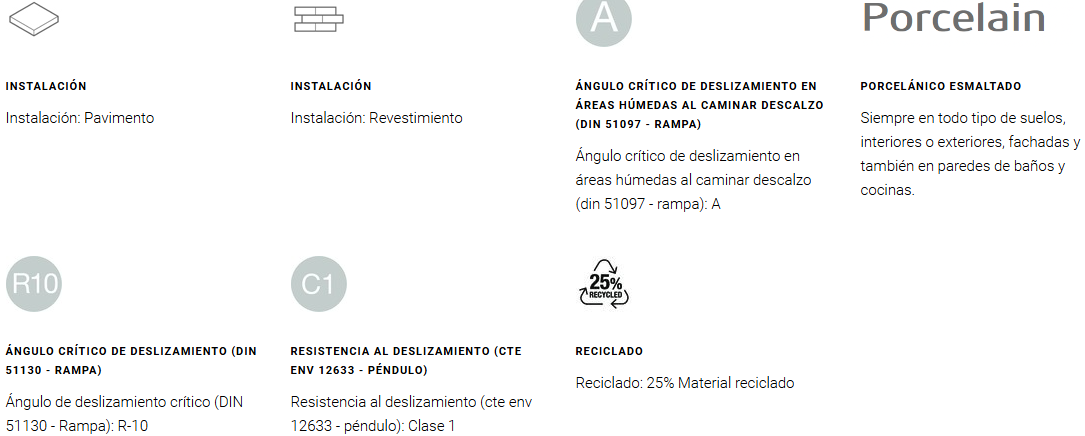 INSTALACIÓN
Instalación: Pavimento
INSTALACIÓN
Instalación: Revestimiento
A
ÁNGULO CRÍTICO DE DESLIZAMIENTO EN
ÁREAS HÚMEDAS AL CAMINAR DESCALZO
(DIN 51097 - RAMPA)
Ángulo crítico de deslizamiento en
áreas húmedas al caminar descalzo
(din 51097 - rampa): A
Porcelain
PORCELÁNICO ESMALTADO
Siempre en todo tipo de suelos,
interiores o exteriores, fachadas y
también en paredes de baños y
cocinas.
R10
ÁNGULO CRÍTICO DE DESLIZAMIENTO (DIN
51130 - RAMPA)
Ángulo de deslizamiento crítico (DIN
51130 - Rampa): R-10
C1
RESISTENCIA AL DESLIZAMIENTO (CTE
ENV 12633 - PÉNDULO)
Resistencia al deslizamiento (cte env
12633 - péndulo): Clase 1
25%
RECYCLED
RECICLADO
Reciclado: 25% Material reciclado